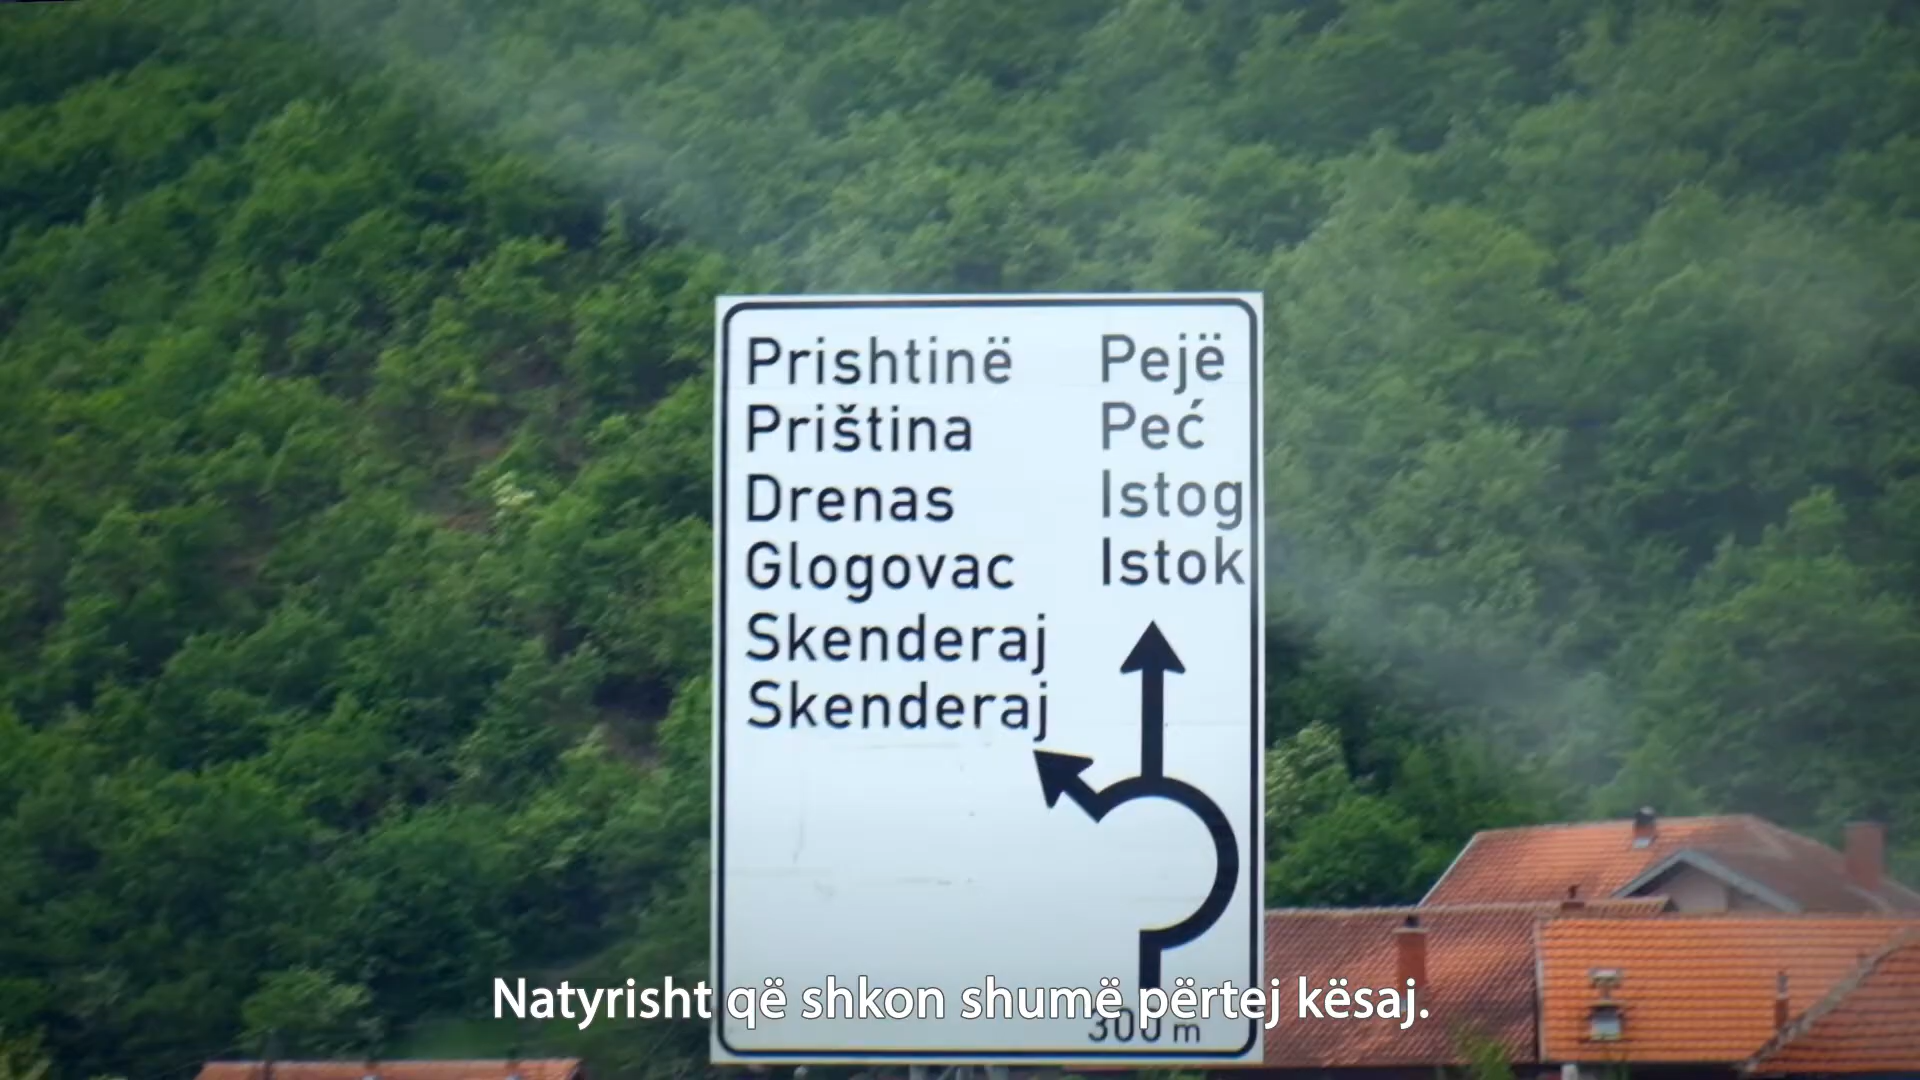 Prishtinë
Priština
Drenas
Glogovac
Skenderaj
Skenderaj
Pejë
Peć
Istog
Istok
300 m
Natyrisht që shkon shumë përtej kësaj.